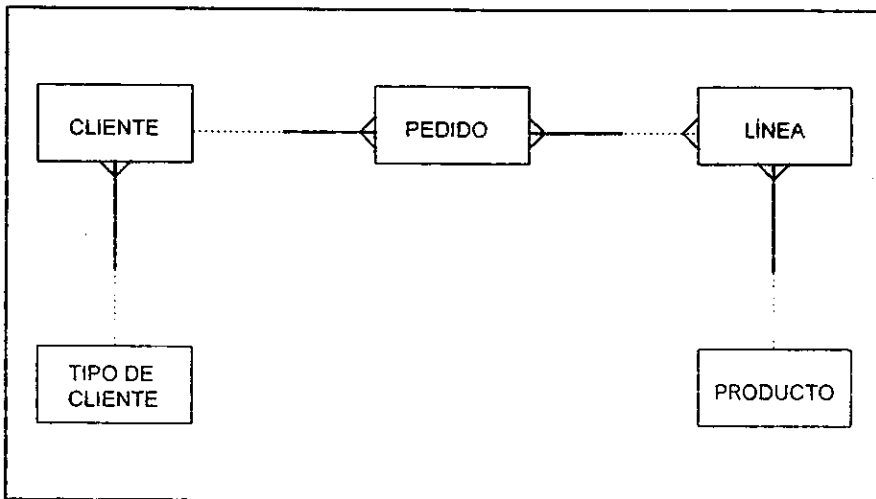 CLIENTE
PEDIDO
LÍNEA
TIPO DE
CLIENTE
PRODUCTO